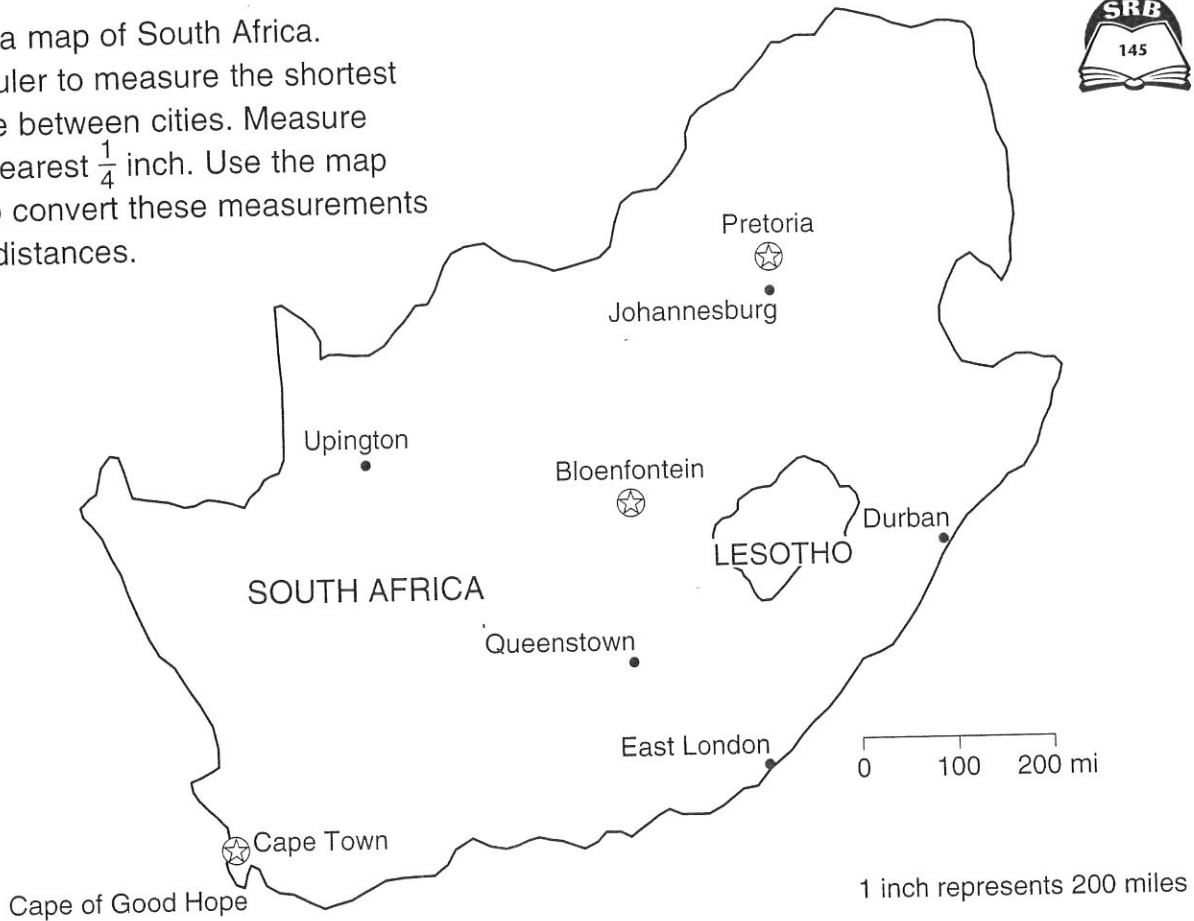 a map of South Africa.
uler to measure the shortest
e between cities. Measure
earest 1/4 inch. Use the map
convert these measurements
distances.
SRB
145
Pretoria
Johannesburg
Upington
Bloenfontein
Durban
LESOTHO
SOUTH AFRICA
Queenstown
East London
0 100 200 mi
Cape Town
Cape of Good Hope
1 inch represents 200 miles